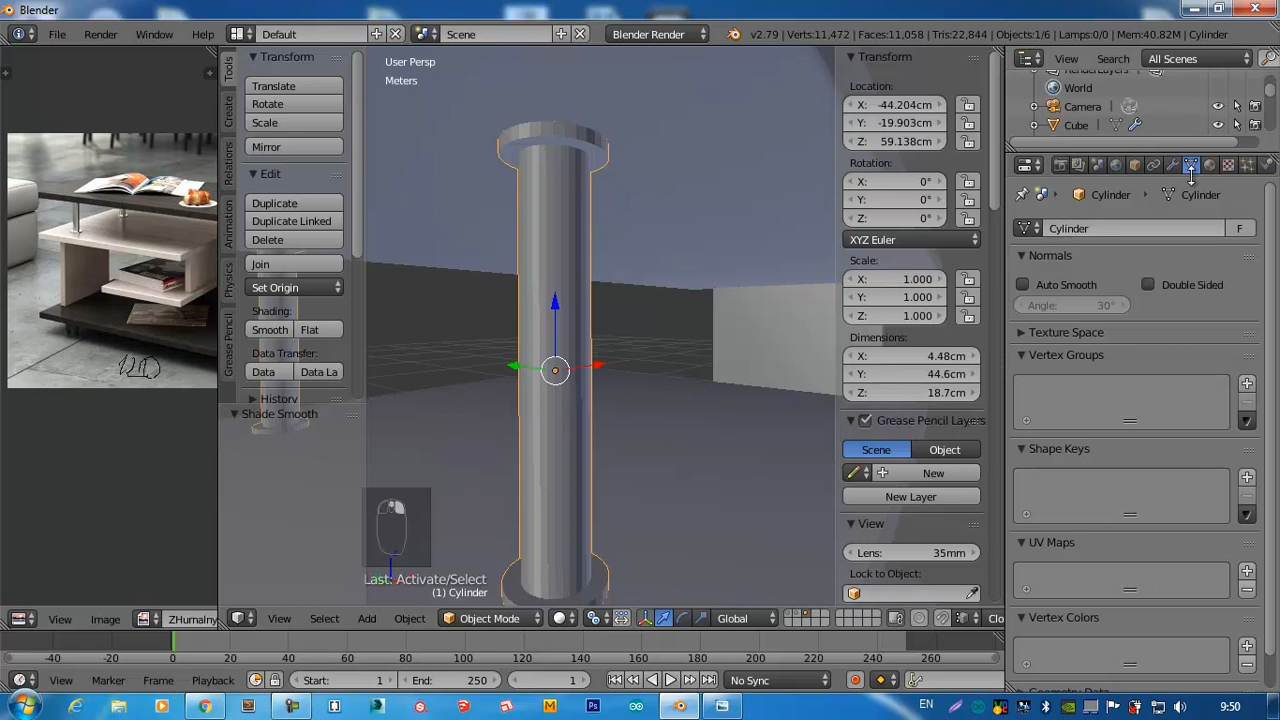 Blender
File Render Window Help Default Scene Blender Render v2.79 | Verts:11,472 | Faces:11,058 | Tris:22,844 | Objects:1/6 | Lamps:0/0 | Mem:40.82M | Cylinder
View Search All Scenes
RenderLayers
World
Camera
Cube
Tools
Create
Relations
Animation
Physics
Grease Pencil
Transform
Translate
Rotate
Scale
Mirror
Edit
Duplicate
Duplicate Linked
Delete
Join
Set Origin
Shading:
Smooth Flat
Data Transfer:
Data Data La
History
Shade Smooth
User Persp
Meters
Last: Activate/Select
(1) Cylinder
Transform
Location:
X: -44.204cm
Y: -19.903cm
Z: 59.138cm
Rotation:
X: 0°
Y: 0°
Z: 0°
XYZ Euler
Scale:
X: 1.000
Y: 1.000
Z: 1.000
Dimensions:
X: 4.48cm
Y: 44.6cm
Z: 18.7cm
Grease Pencil Layers
Scene Object
New
New Layer
View
Lens: 35mm
Lock to Object:
Cylinder Cylinder
Cylinder F
Normals
Auto Smooth Double Sided
Angle: 30°
Texture Space
Vertex Groups
Shape Keys
UV Maps
Vertex Colors
View Image ZHumalny
View Select Add Object Object Mode Global Clo
-40 -20 0 20 40 60 80 100 120 140 160 180 200 220 240 260
View Marker Frame Playback Start: 1 End: 250 1 No Sync
EN 9:50